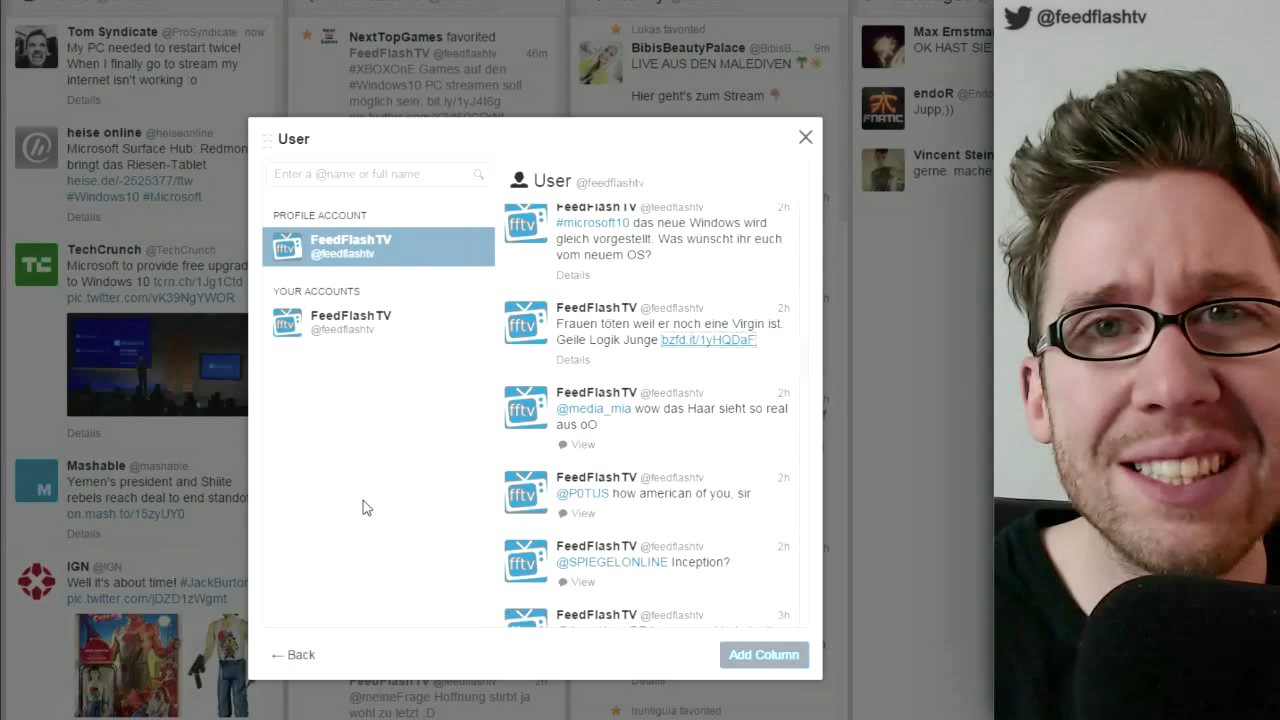 Tom Syndicate @ProSyndicate now
My PC needed to restart twice!
When I finally go to stream my
internet isn't working :o
Details
heise online @heiseonline
Microsoft Surface Hub: Redmon
bringt das Riesen-Tablet
heise.de/-2525377/ftw
#Windows10 #Microsoft
Details
TechCrunch @TechCrunch
Microsoft to provide free upgrad
to Windows 10 tcrn.ch/1Jg1Ctd
pic.twitter.com/vK39NgYWOR
Details
Mashable @mashable
Yemen's president and Shiite
rebels reach deal to end standof
on.mash.to/15zyUY0
Details
IGN @IGN
Well it's about time! #JackBurton
pic.twitter.com/jDZD1zWgmt
NextTopGames favorited
FeedFlashTV @feedflashtv 46m
#XBOXOnE Games auf den
#Windows10 PC streamen soll
möglich sein. bit.ly/1yJ4I6g
@meineFrage Hoffnung stirbt ja
wohl zu letzt :D
Lukas favorited
BibisBeautyPalace @BibisB... 9m
LIVE AUS DEN MALEDIVEN
Hier geht's zum Stream
Details
huntigula favorited
Max Ernstman
OK HAST SIE
endoR @Endo
Jupp;))
Vincent Stein
gerne. mache
@feedflashtv
User
Enter a @name or full name
PROFILE ACCOUNT
FeedFlashTV
@feedflashtv
YOUR ACCOUNTS
FeedFlashTV
@feedflashtv
← Back
User @feedflashtv
FeedFlashTV @feedflashtv 2h
#microsoft10 das neue Windows wird
gleich vorgestellt. Was wünscht ihr euch
vom neuem OS?
Details
FeedFlashTV @feedflashtv 2h
Frauen töten weil er noch eine Virgin ist.
Geile Logik Junge bzfd.it/1yHQDaF
Details
FeedFlashTV @feedflashtv 2h
@media_mia wow das Haar sieht so real
aus oO
View
FeedFlashTV @feedflashtv 2h
@P0TUS how american of you, sir
View
FeedFlashTV @feedflashtv 2h
@SPIEGELONLINE Inception?
View
FeedFlashTV @feedflashtv 3h
Add Column